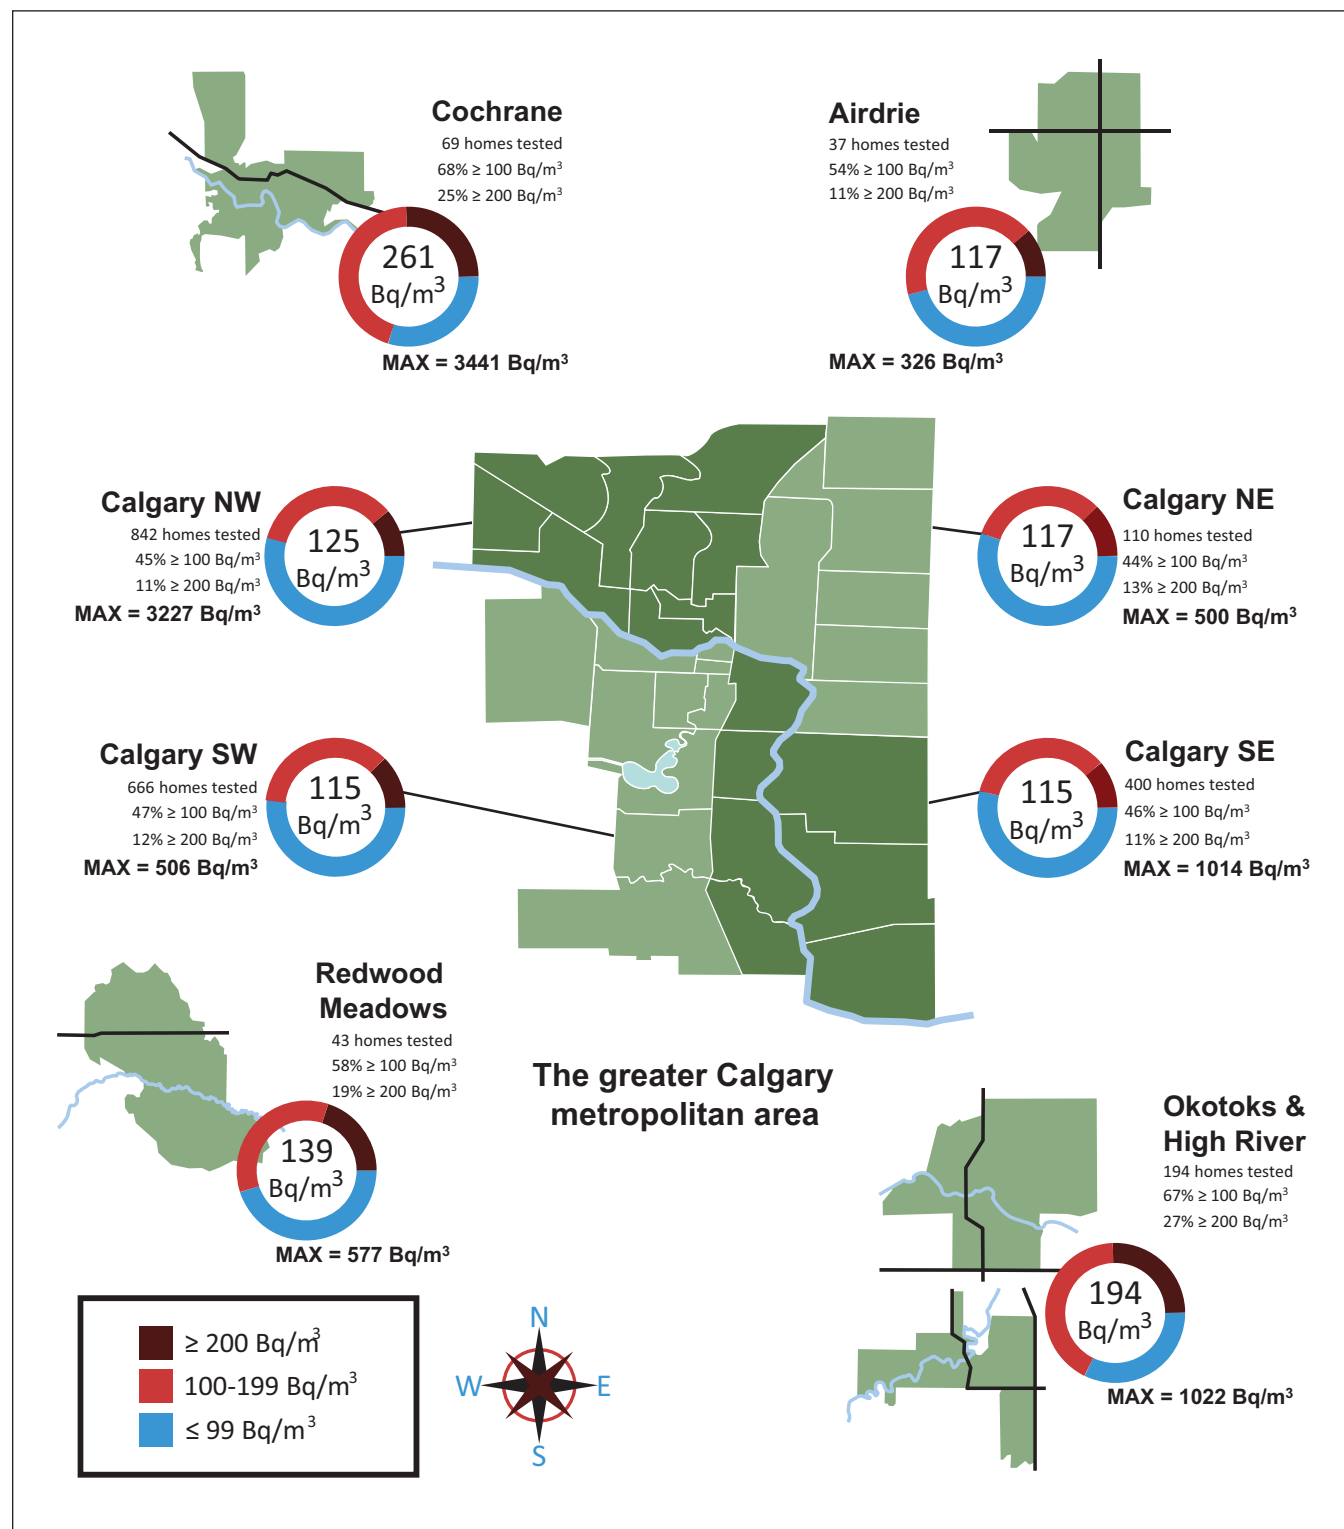 Cochrane
69 homes tested
68% ≥ 100 Bq/m³
25% ≥ 200 Bq/m³
261
Bq/m³
MAX = 3441 Bq/m³
Airdrie
37 homes tested
54% ≥ 100 Bq/m³
11% ≥ 200 Bq/m³
117
Bq/m³
MAX = 326 Bq/m³
Calgary NW
842 homes tested
45% ≥ 100 Bq/m³
11% ≥ 200 Bq/m³
MAX = 3227 Bq/m³
125
Bq/m³
117
Bq/m³
Calgary NE
110 homes tested
44% ≥ 100 Bq/m³
13% ≥ 200 Bq/m³
MAX = 500 Bq/m³
Calgary SW
666 homes tested
47% ≥ 100 Bq/m³
12% ≥ 200 Bq/m³
MAX = 506 Bq/m³
115
Bq/m³
115
Bq/m³
Calgary SE
400 homes tested
46% ≥ 100 Bq/m³
11% ≥ 200 Bq/m³
MAX = 1014 Bq/m³
Redwood
Meadows
43 homes tested
58% ≥ 100 Bq/m³
19% ≥ 200 Bq/m³
139
Bq/m³
MAX = 577 Bq/m³
The greater Calgary
metropolitan area
Okotoks &
High River
194 homes tested
67% ≥ 100 Bq/m³
27% ≥ 200 Bq/m³
194
Bq/m³
MAX = 1022 Bq/m³
≥ 200 Bq/m³
100-199 Bq/m³
≤ 99 Bq/m³
N
W
E
S